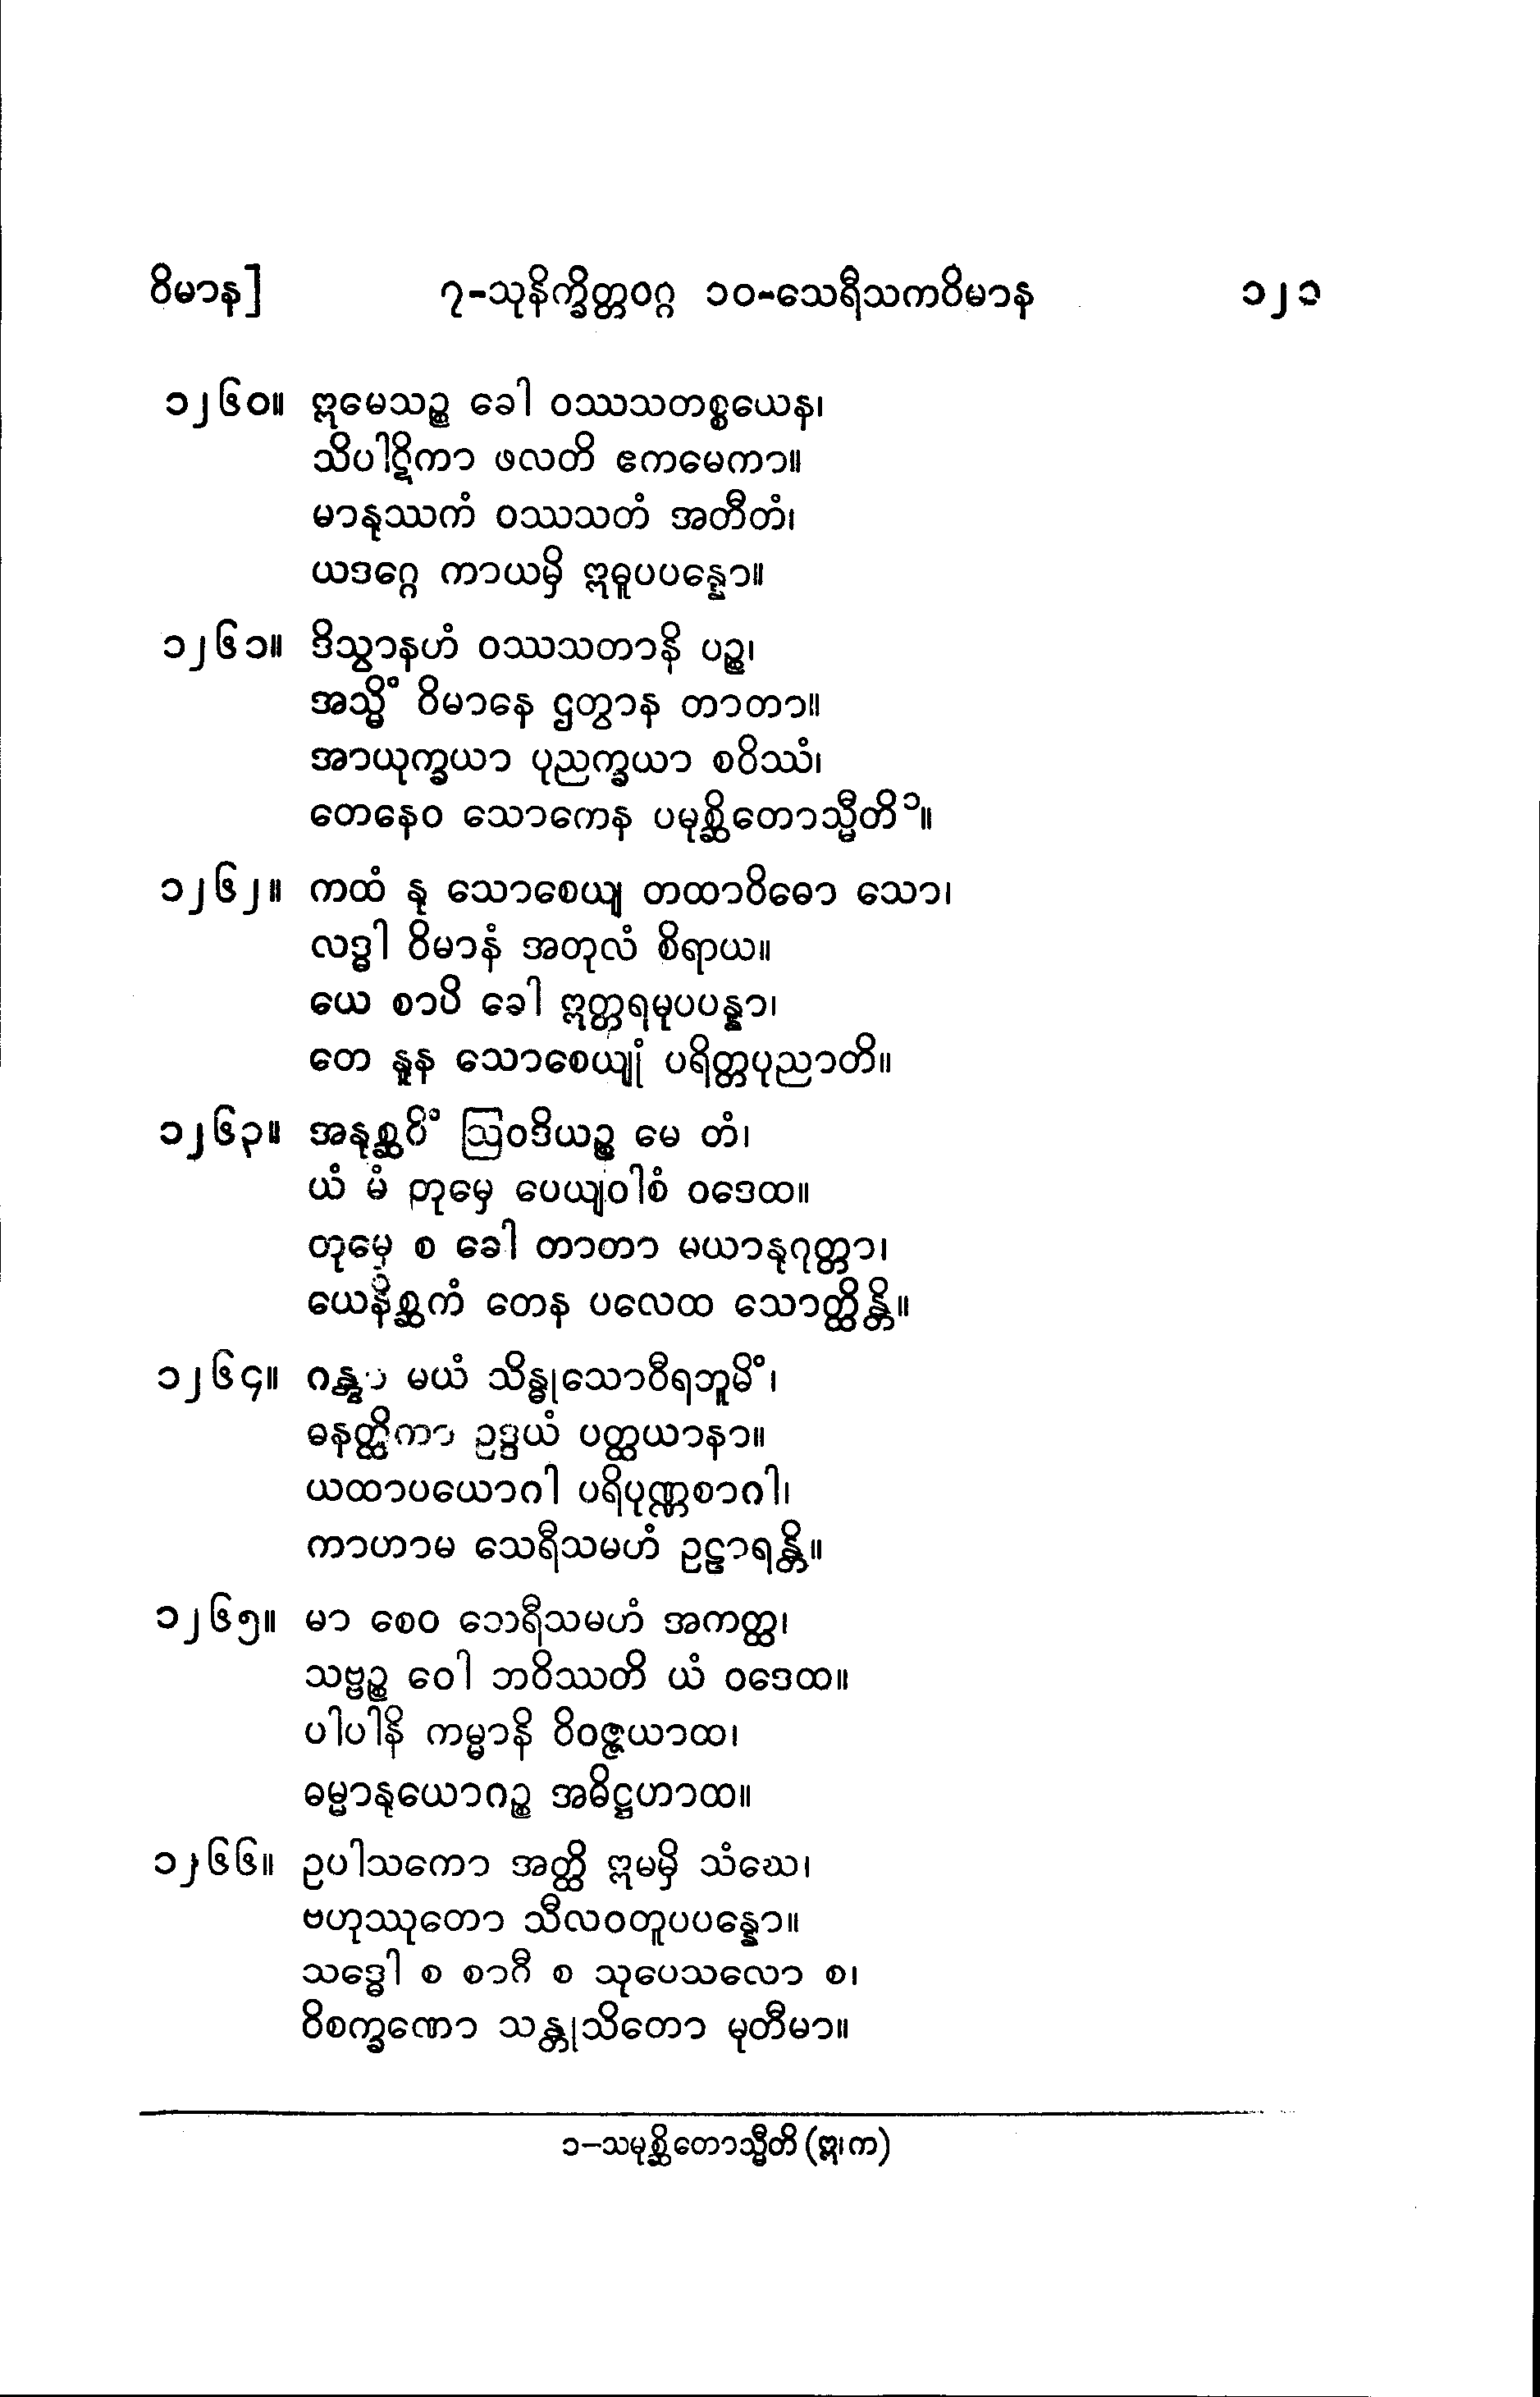 ဝိမာန]	၇-သုနိက္ခိတ္တဝဂ္ဂ ၁၀-သေရီသကဝိမာန	၁၂၁
၁၂၆၀။ ဣမေသဉ္စ ခေါ ဝဿသတစ္စယေန၊
သိပါဋိကာ ဖလတိ ဧကမေကာ။
မာနုဿကံ ဝဿသတံ အတီတံ၊
ယဒဂ္ဂေ ကာယမှိ ဣဓူပပန္နော။
၁၂၆၁။ ဒိသွာနဟံ ဝဿသတာနိ ပဉ္စ၊
အသ္မိံ ဝိမာနေ ဌတွာန တာတာ။
အာယုက္ခယာ ပုညက္ခယာ စဝိဿံ၊
တေနေဝ သောကေန ပမုစ္ဆိတောသ္မီတိ၁။
၁၂၆၂။ ကထံ နု သောစေယျ တထာဝိဓော သော၊
လဒ္ဓါ ဝိမာနံ အတုလံ စိရာယ။
ယေ စာပိ ခေါ ဣတ္တရမုပပန္နာ၊
တေ နူန သောစေယျုံ ပရိတ္တပုညာတိ။
၁၂၆၃။ အနုစ္ဆဝိံ ဩဝဒိယဉ္စ မေ တံ၊
ယံ မံ တုမှေ ပေယျဝါစံ ဝဒေထ။
တုမှေ စ ခေါ တာတာ မယာနုဂုတ္တာ၊
ယေနိစ္ဆကံ တေန ပလေထ သောတ္ထိန္တိ။
၁၂၆၄။ ဂန္တွာ မယံ သိန္ဓုသောဝီရဘူမိံ၊
ဓနတ္ထိကာ ဥဒ္ဒယံ ပတ္ထယာနာ။
ယထာပယောဂါ ပရိပုဏ္ဏစာဂါ၊
ကာဟာမ သေရီသမဟံ ဥဠာရန္တိ။
၁၂၆၅။ မာ စေဝ သေရီသမဟံ အကတ္ထ၊
သဗ္ဗဉ္စ ဝေါ ဘဝိဿတိ ယံ ဝဒေထ။
ပါပါနိ ကမ္မာနိ ဝိဝဇ္ဇယာထ၊
ဓမ္မာနုယောဂဉ္စ အဓိဋ္ဌဟာထ။
၁၂၆၆။ ဥပါသကော အတ္ထိ ဣမမှိ သံဃေ၊
ဗဟုဿုတော သီလဝတူပပန္နော။
သဒ္ဓေါ စ စာဂီ စ သုပေသလော စ၊
ဝိစက္ခဏော သန္တုသိတော မုတီမာ။
၁-သမုစ္ဆိတောသ္မီတိ (ဣ၊က)